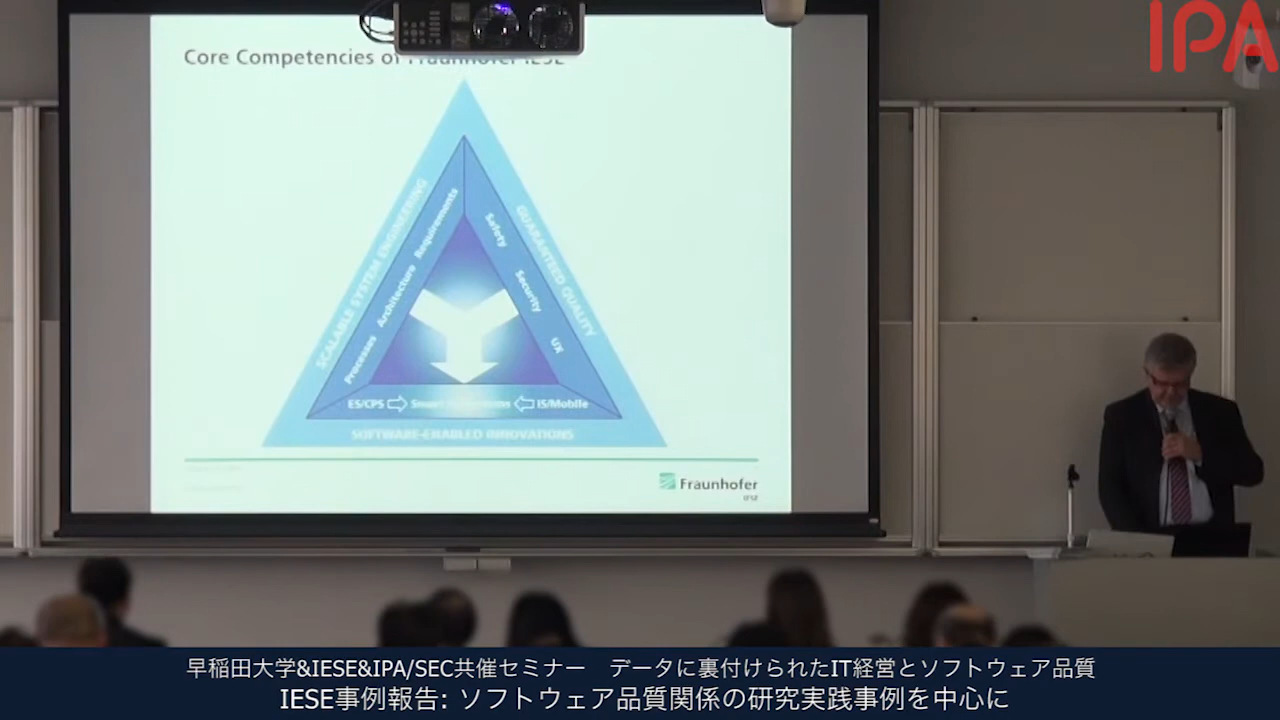 IPA
Core Competencies of Fraunhofer IESE
SCALABLE SYSTEM ENGINEERING
GUARANTEED QUALITY
Processes Architecture Requirements
Safety Security UX
ES/CPS
IS/Mobile
SOFTWARE-ENABLED INNOVATIONS
Fraunhofer
IESE
早稲田大学&IESE&IPA/SEC共催セミナー データに裏付けられたIT経営とソフトウェア品質
IESE事例報告: ソフトウェア品質関係の研究実践事例を中心に